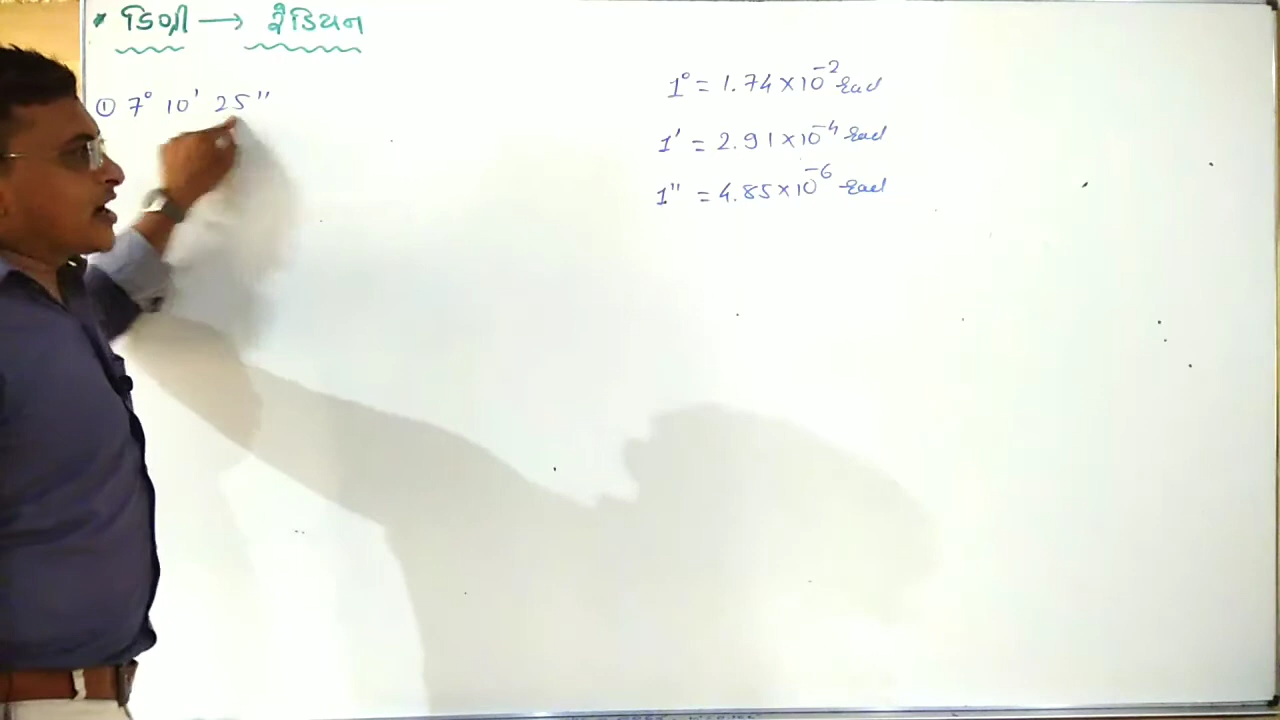 * ડિગ્રી → રેડિયન
① 7° 10' 25"
1° = 1.74 × 10⁻² rad
1' = 2.91 × 10⁻⁴ rad
1" = 4.85 × 10⁻⁶ rad